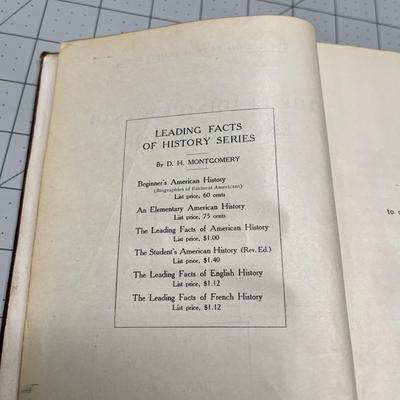 LEADING FACTS
OF HISTORY SERIES
By D. H. MONTGOMERY
Beginner's American History
(Biographies of Eminent Americans)
List price, 60 cents
An Elementary American History
List price, 75 cents
The Leading Facts of American History
List price, $1.00
The Student's American History (Rev. Ed.)
List price, $1.40
The Leading Facts of English History
List price, $1.12
The Leading Facts of French History
List price, $1.12